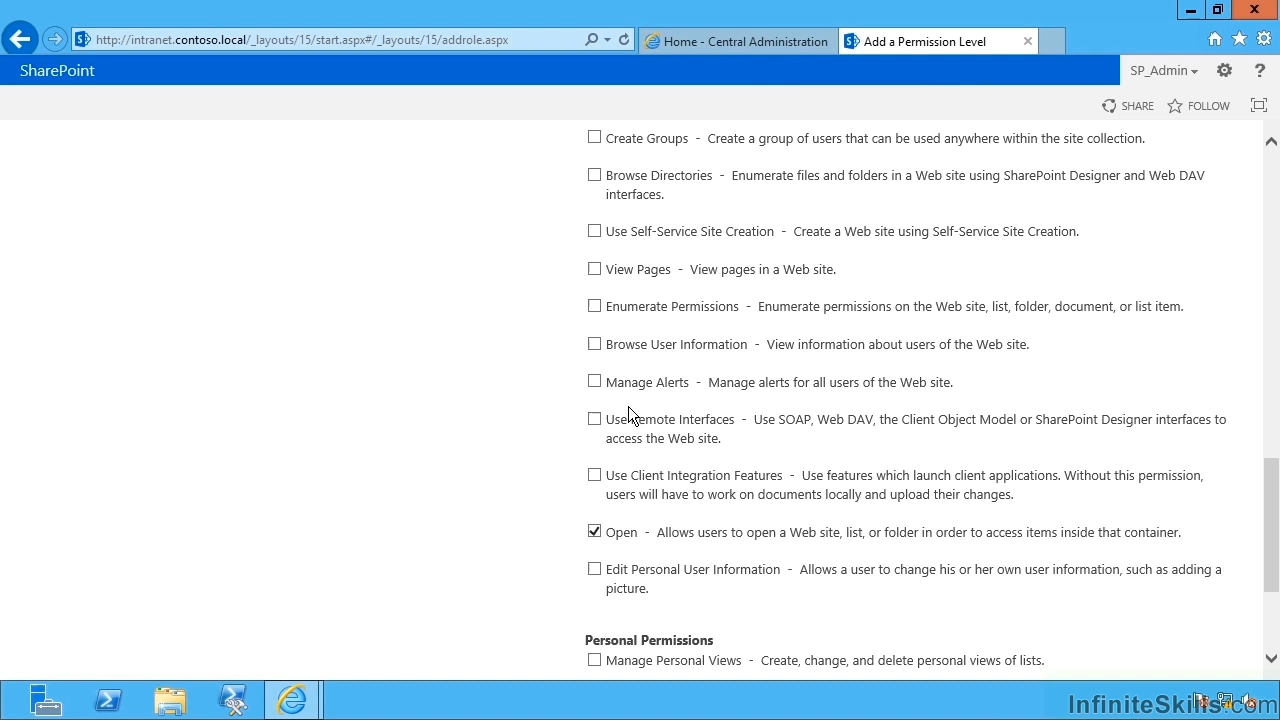 http://intranet.contoso.local/_layouts/15/start.aspx#/_layouts/15/addrole.aspx
Home - Central Administration
Add a Permission Level
SharePoint
SP_Admin
?
SHARE
FOLLOW
Create Groups - Create a group of users that can be used anywhere within the site collection.
Browse Directories - Enumerate files and folders in a Web site using SharePoint Designer and Web DAV
interfaces.
Use Self-Service Site Creation - Create a Web site using Self-Service Site Creation.
View Pages - View pages in a Web site.
Enumerate Permissions - Enumerate permissions on the Web site, list, folder, document, or list item.
Browse User Information - View information about users of the Web site.
Manage Alerts - Manage alerts for all users of the Web site.
Use Remote Interfaces - Use SOAP, Web DAV, the Client Object Model or SharePoint Designer interfaces to
access the Web site.
Use Client Integration Features - Use features which launch client applications. Without this permission,
users will have to work on documents locally and upload their changes.
Open - Allows users to open a Web site, list, or folder in order to access items inside that container.
Edit Personal User Information - Allows a user to change his or her own user information, such as adding a
picture.
Personal Permissions
Manage Personal Views - Create, change, and delete personal views of lists.
InfiniteSkills.com